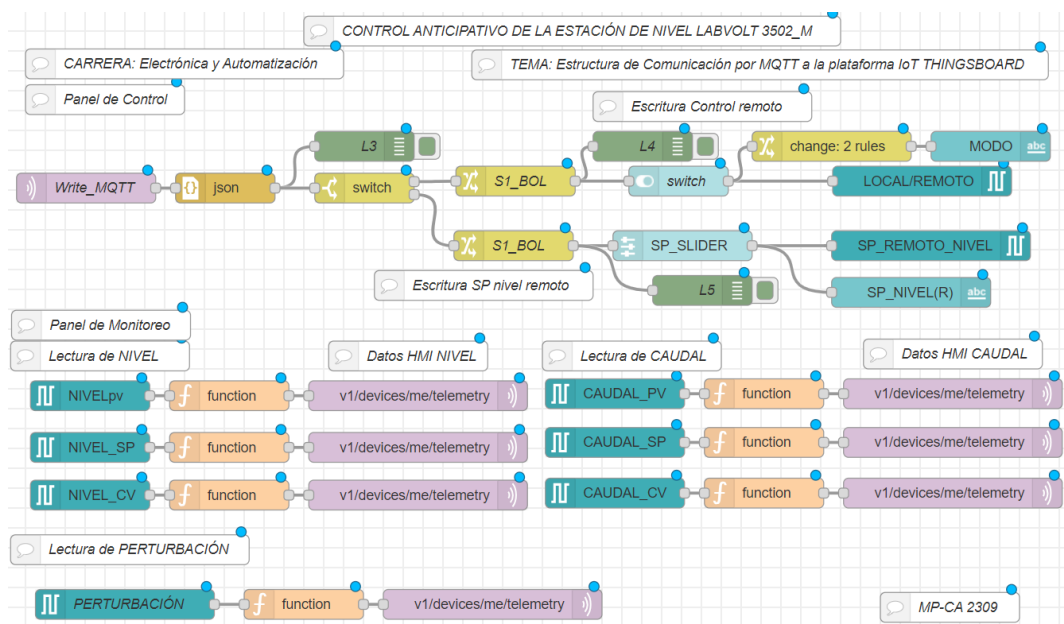 CONTROL ANTICIPATIVO DE LA ESTACIÓN DE NIVEL LABVOLT 3502_M
CARRERA: Electrónica y Automatización
TEMA: Estructura de Comunicación por MQTT a la plataforma IoT THINGSBOARD
Panel de Control
Escritura Control remoto
L3
L4
change: 2 rules
MODO
abc
Write_MQTT
json
switch
S1_BOL
switch
LOCAL/REMOTO
S1_BOL
SP_SLIDER
SP_REMOTO_NIVEL
Escritura SP nivel remoto
L5
SP_NIVEL(R)
abc
Panel de Monitoreo
Lectura de NIVEL
Datos HMI NIVEL
Lectura de CAUDAL
Datos HMI CAUDAL
NIVELpv
function
v1/devices/me/telemetry
CAUDAL_PV
function
v1/devices/me/telemetry
NIVEL_SP
function
v1/devices/me/telemetry
CAUDAL_SP
function
v1/devices/me/telemetry
NIVEL_CV
function
v1/devices/me/telemetry
CAUDAL_CV
function
v1/devices/me/telemetry
Lectura de PERTURBACIÓN
PERTURBACIÓN
function
v1/devices/me/telemetry
MP-CA 2309